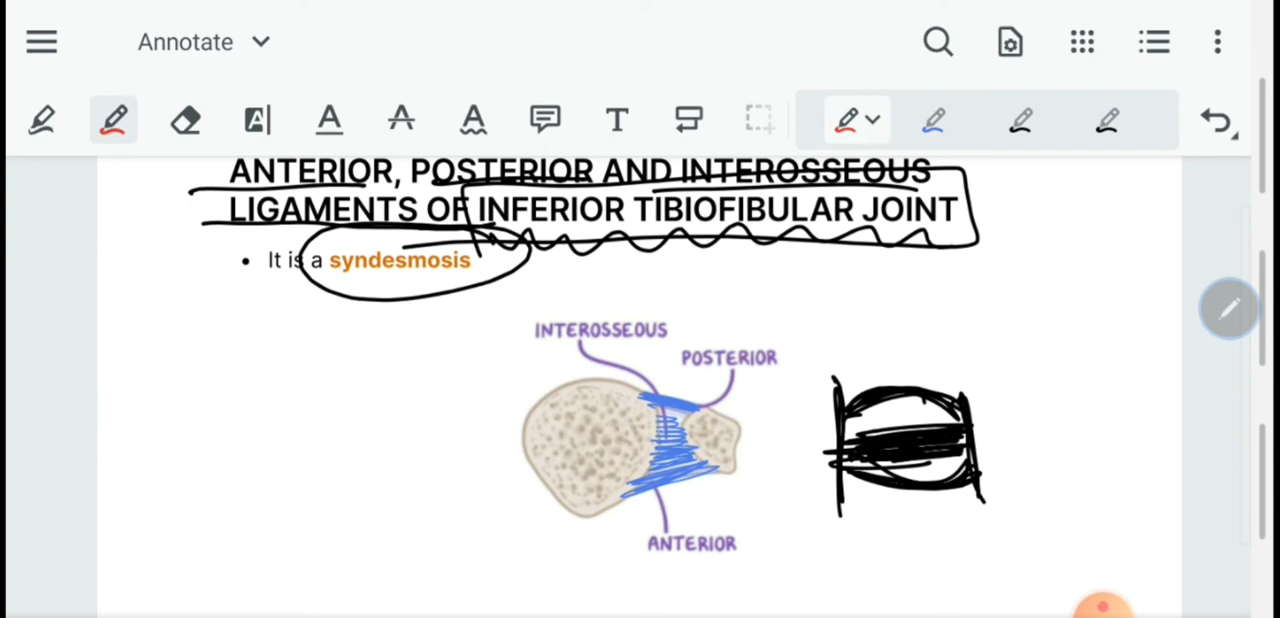 Annotate
ANTERIOR, POSTERIOR AND INTEROSSEOUS
LIGAMENTS OF INFERIOR TIBIOFIBULAR JOINT
• It is a syndesmosis
INTEROSSEOUS
POSTERIOR
ANTERIOR